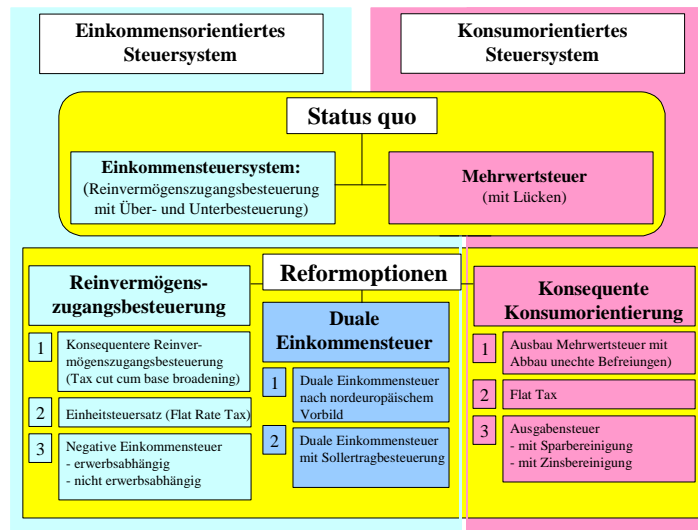 Einkommensorientiertes
Steuersystem
Konsumorientiertes
Steuersystem
Status quo
Einkommensteuersystem:
(Reinvermögenszugangsbesteuerung
mit Über- und Unterbesteuerung)
Mehrwertsteuer
(mit Lücken)
Reformoptionen
Reinvermögens-
zugangsbesteuerung
1
Konsequentere Reinver-
mögenszugangsbesteuerung
(Tax cut cum base broadening)
2
Einheitsteuersatz (Flat Rate Tax)
3
Negative Einkommensteuer
- erwerbsabhängig
- nicht erwerbsabhängig
Duale
Einkommensteuer
1
Duale Einkommensteuer
nach nordeuropäischem
Vorbild
2
Duale Einkommensteuer
mit Sollertragbesteuerung
Konsequente
Konsumorientierung
1
Ausbau Mehrwertsteuer mit
Abbau unechte Befreiungen)
2
Flat Tax
3
Ausgabensteuer
- mit Sparbereinigung
- mit Zinsbereinigung